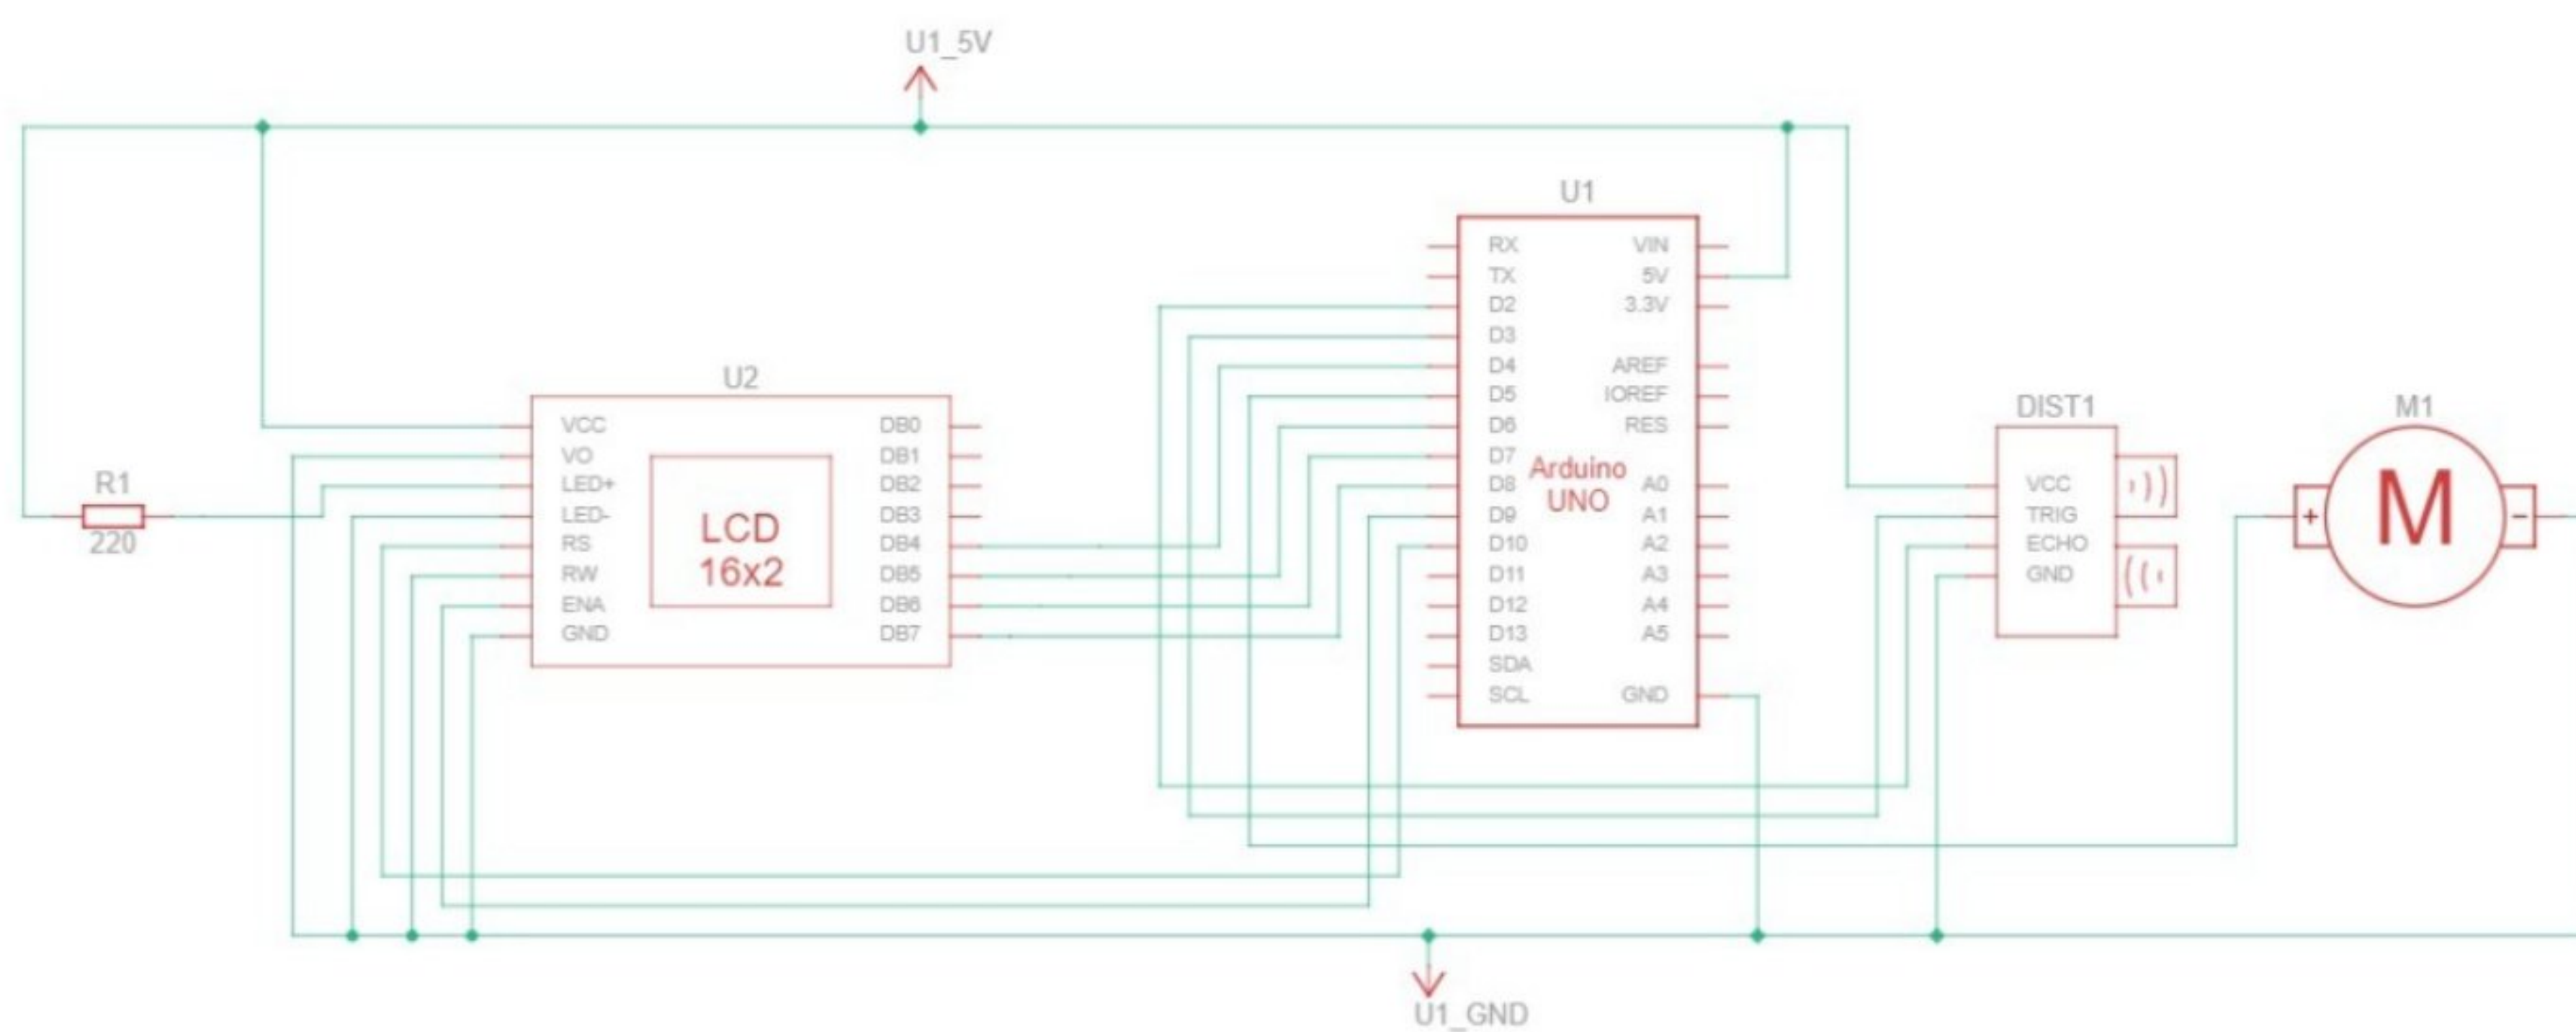 U1_5V
U1
RX
TX
D2
D3
D4
D5
D6
D7
D8
D9
D10
D11
D12
D13
SDA
SCL
VIN
5V
3.3V
AREF
IOREF
RES
A0
A1
A2
A3
A4
A5
GND
Arduino
UNO
U2
VCC
VO
LED+
LED-
RS
RW
ENA
GND
LCD
16x2
DB0
DB1
DB2
DB3
DB4
DB5
DB6
DB7
R1
220
DIST1
VCC
TRIG
ECHO
GND
M1
+
M
-
U1_GND